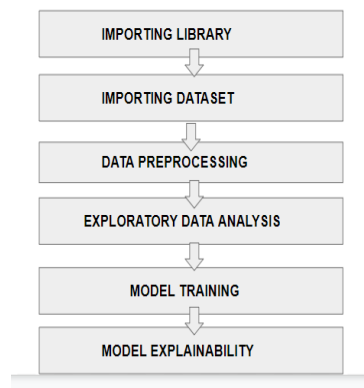 IMPORTING LIBRARY
IMPORTING DATASET
DATA PREPROCESSING
EXPLORATORY DATA ANALYSIS
MODEL TRAINING
MODEL EXPLAINABILITY